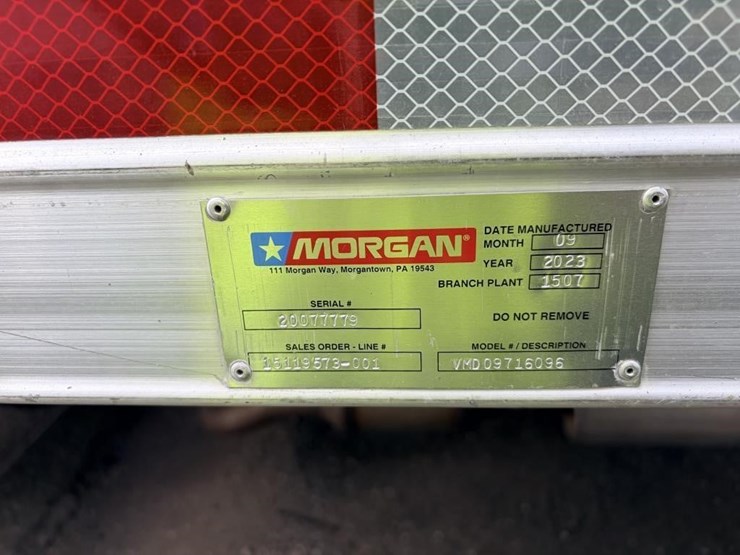 MORGAN®
111 Morgan Way, Morgantown, PA 19543
DATE MANUFACTURED
MONTH 09
YEAR 2023
BRANCH PLANT 1507
SERIAL #
20077779
DO NOT REMOVE
SALES ORDER - LINE #
15119573-001
MODEL # / DESCRIPTION
VMD09716096